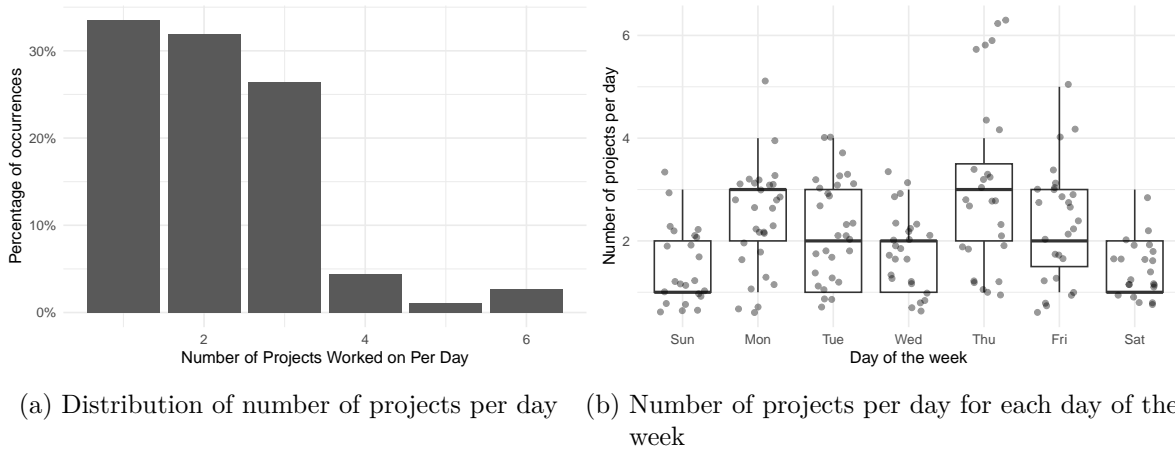 30%
20%
10%
0%
2
4
6
Percentage of occurrences
Number of Projects Worked on Per Day
(a) Distribution of number of projects per day
6
4
2
Number of projects per day
Sun Mon Tue Wed Thu Fri Sat
Day of the week
(b) Number of projects per day for each day of the
week